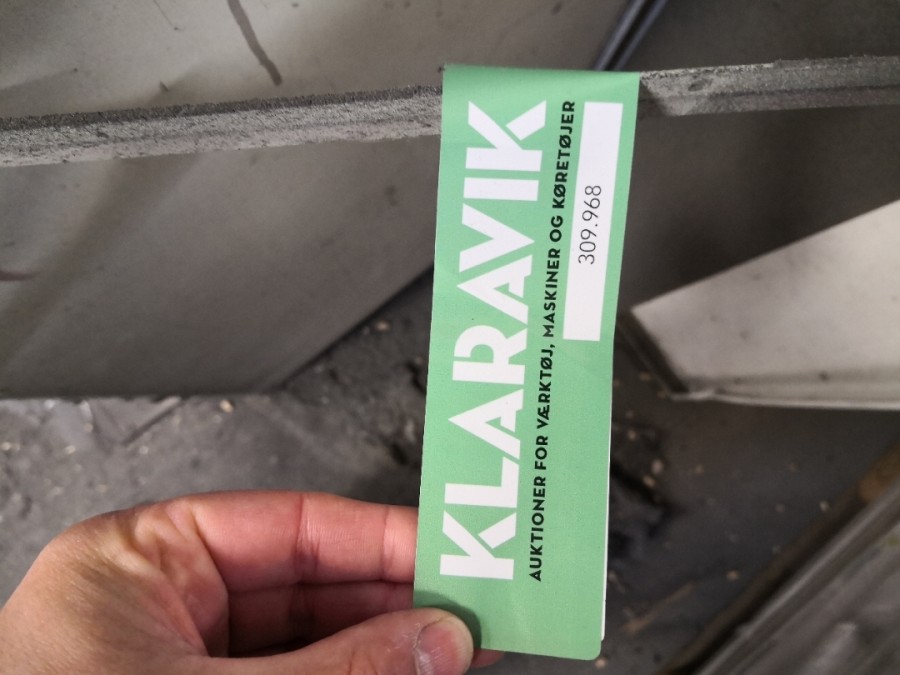 KLARAVIK
AUKTIONER FOR VÆRKTØJ, MASKINER OG KØRETØJER
309.968